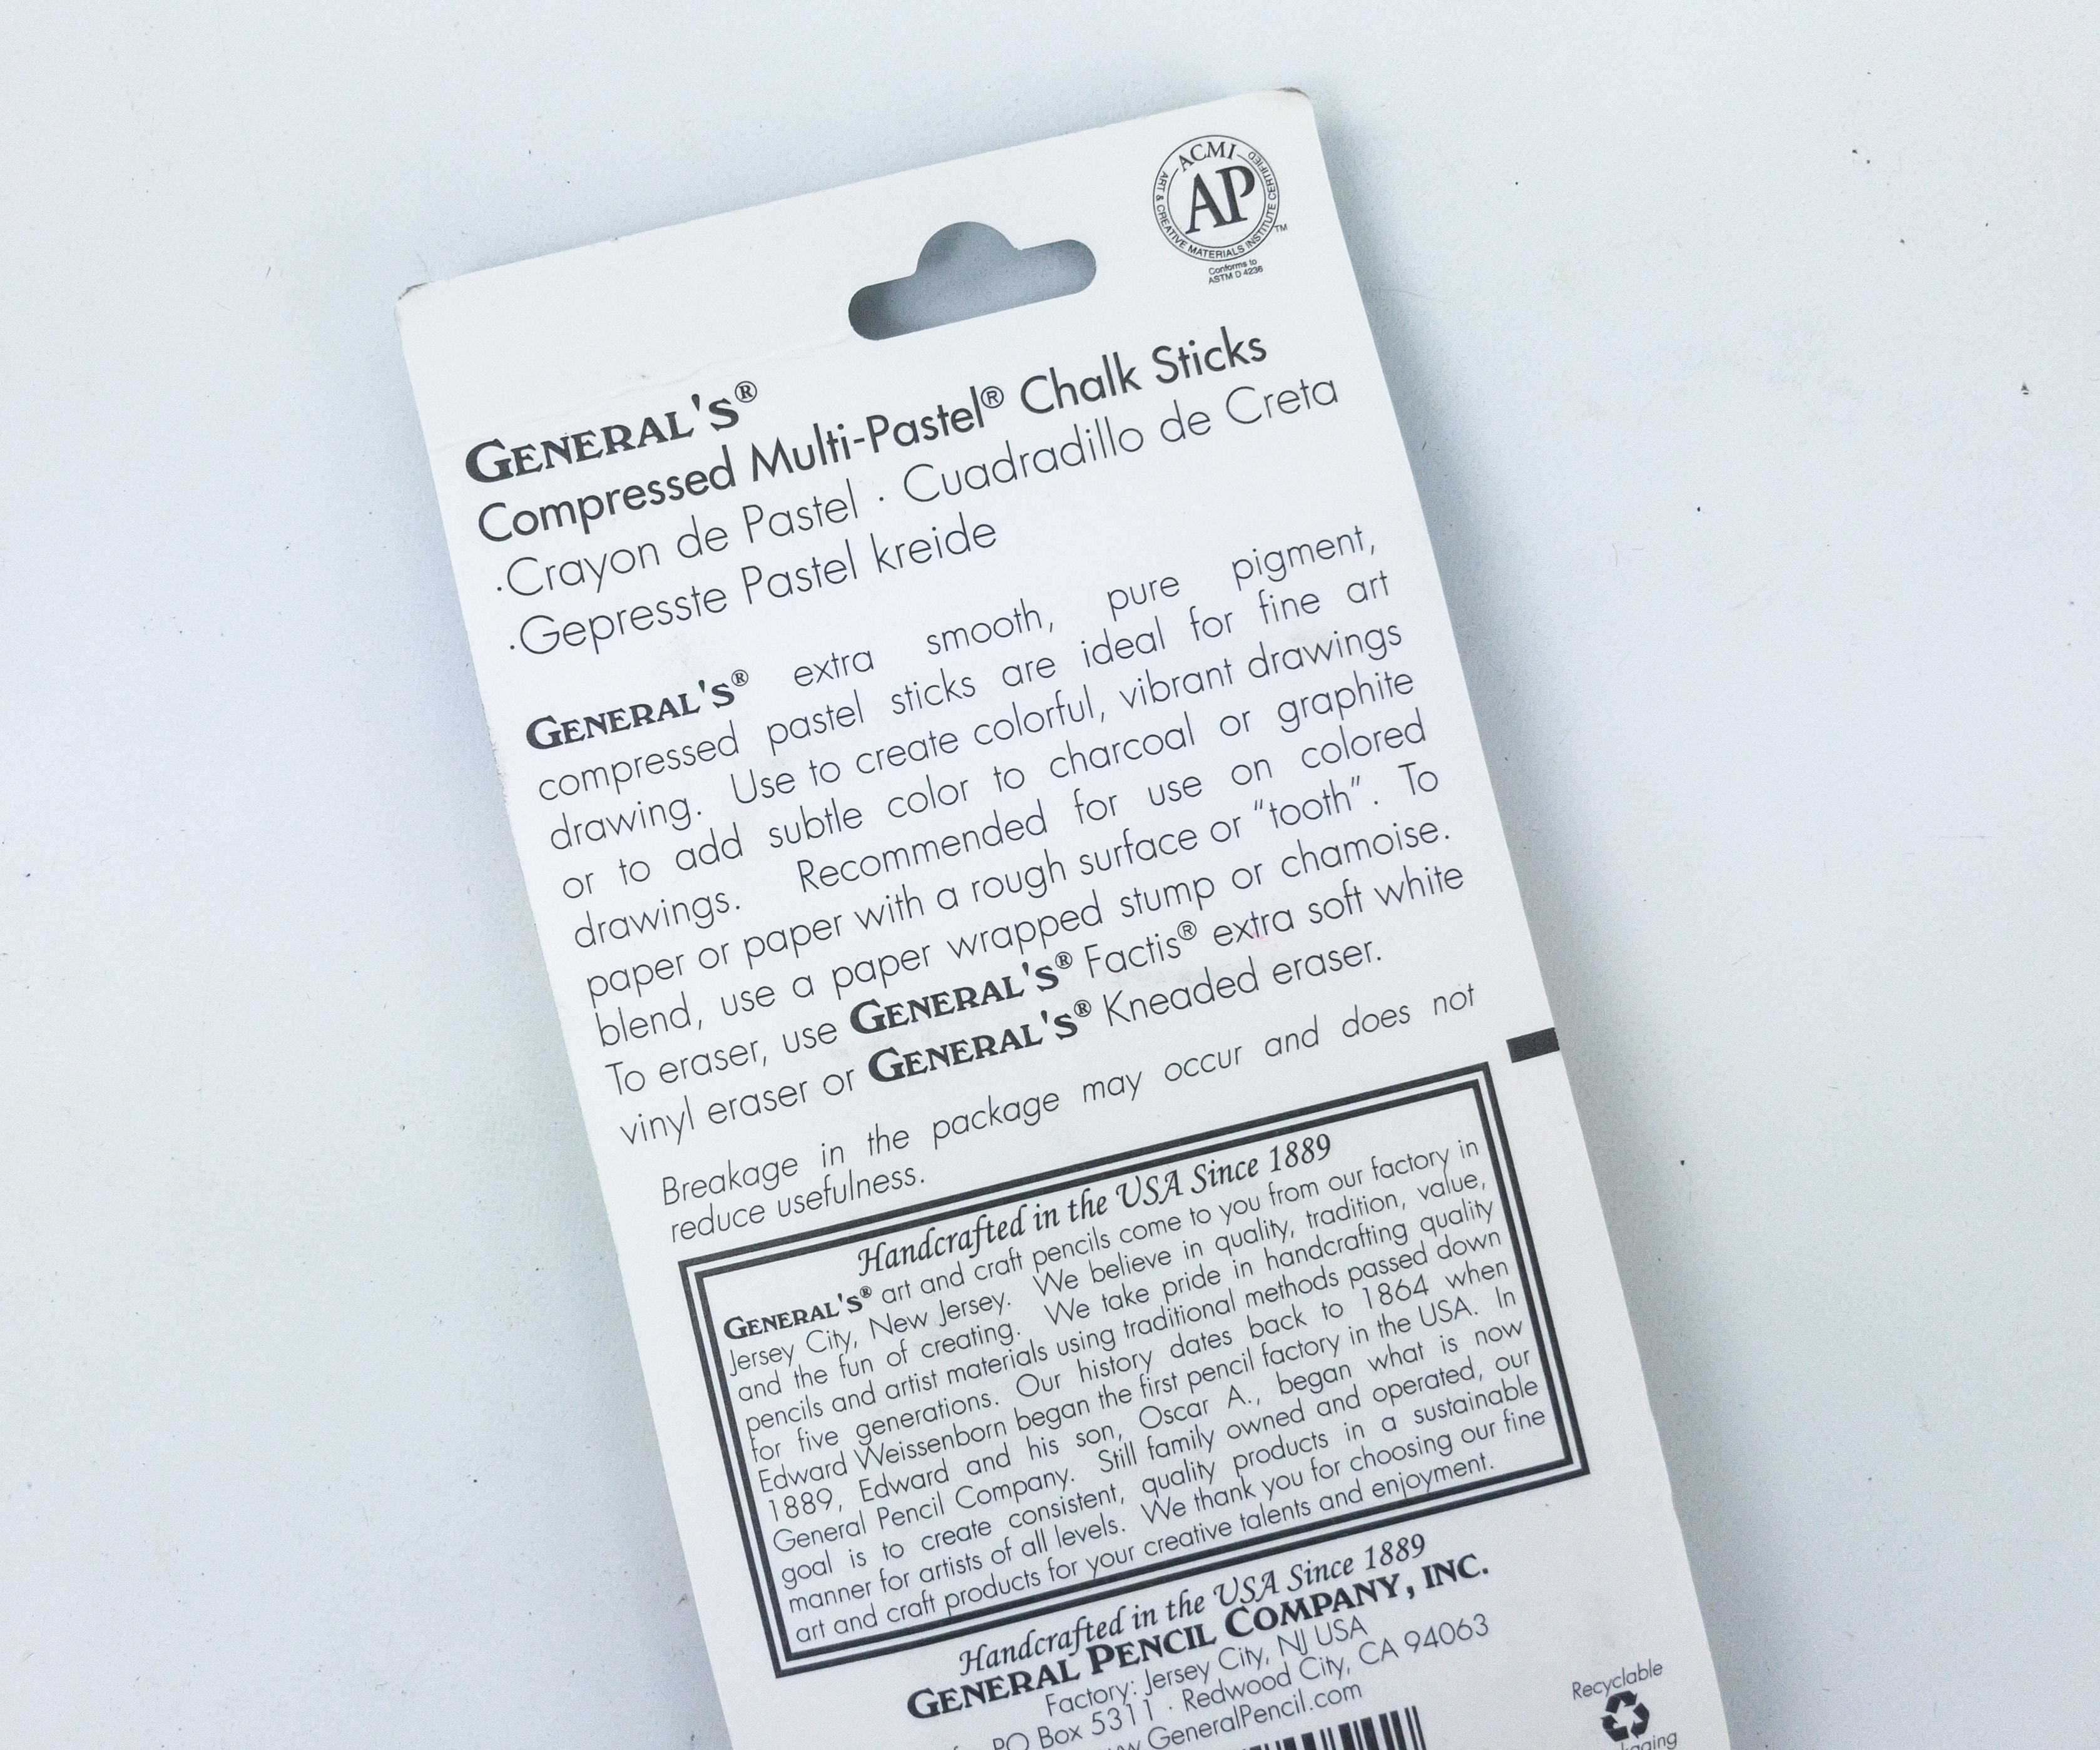 ACMI
AP
ART & CREATIVE MATERIALS INSTITUTE CERTIFIED
TM
Conforms to
ASTM D 4236
GENERAL'S®
Compressed Multi-Pastel® Chalk Sticks
·Crayon de Pastel · Cuadradillo de Creta
·Gepresste Pastel kreide
GENERAL'S® extra smooth, pure pigment,
compressed pastel sticks are ideal for fine art
drawing. Use to create colorful, vibrant drawings
or to add subtle color to charcoal or graphite
drawings. Recommended for use on colored
paper or paper with a rough surface or “tooth”. To
blend, use a paper wrapped stump or chamoise.
To eraser, use GENERAL'S® Factis® extra soft white
vinyl eraser or GENERAL'S® Kneaded eraser.
Breakage in the package may occur and does not
reduce usefulness.
Handcrafted in the USA Since 1889
GENERAL'S® art and craft pencils come to you from our factory in
Jersey City, New Jersey. We believe in quality, tradition, value,
and the fun of creating. We take pride in handcrafting quality
pencils and artist materials using traditional methods passed down
for five generations. Our history dates back to 1864 when
Edward Weissenborn began the first pencil factory in the USA. In
1889, Edward and his son, Oscar A., began what is now
General Pencil Company. Still family owned and operated, our
goal is to create consistent, quality products in a sustainable
manner for artists of all levels. We thank you for choosing our fine
art and craft products for your creative talents and enjoyment.
Handcrafted in the USA Since 1889
GENERAL PENCIL COMPANY, INC.
Factory: Jersey City, NJ USA
PO Box 5311 · Redwood City, CA 94063
GeneralPencil.com
Recyclable